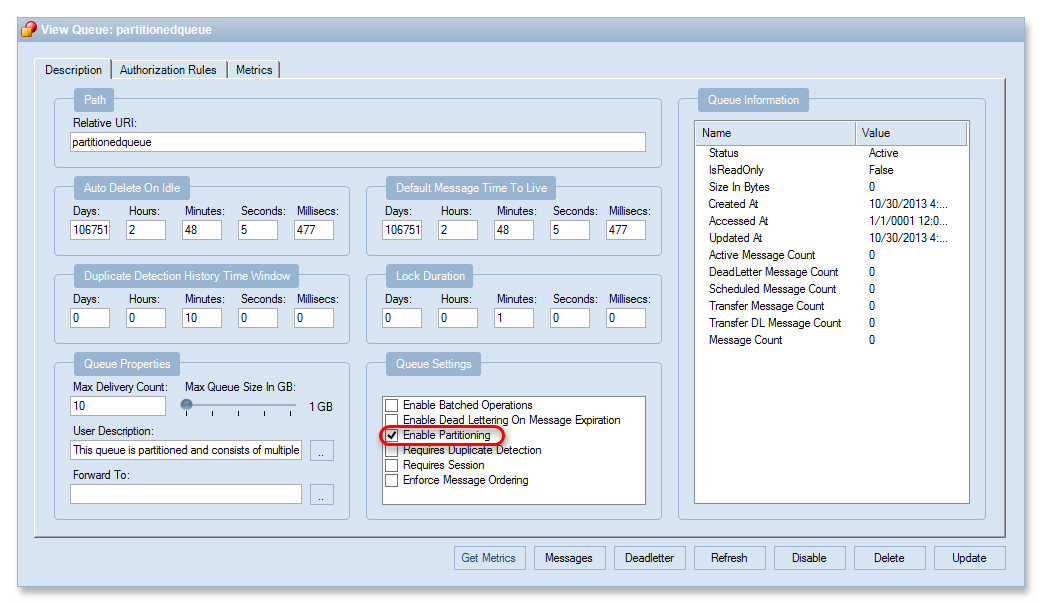 View Queue: partitionedqueue
Description Authorization Rules Metrics
Path
Relative URI:
partitionedqueue
Auto Delete On Idle
Days: Hours: Minutes: Seconds: Millisecs:
106751 2 48 5 477
Default Message Time To Live
Days: Hours: Minutes: Seconds: Millisecs:
106751 2 48 5 477
Duplicate Detection History Time Window
Days: Hours: Minutes: Seconds: Millisecs:
0 0 10 0 0
Lock Duration
Days: Hours: Minutes: Seconds: Millisecs:
0 0 1 0 0
Queue Properties
Max Delivery Count: Max Queue Size In GB:
10 1 GB
User Description:
This queue is partitioned and consists of multiple ..
Forward To:
..
Queue Settings
Enable Batched Operations
Enable Dead Lettering On Message Expiration
Enable Partitioning
Requires Duplicate Detection
Requires Session
Enforce Message Ordering
Queue Information
Name Value
Status Active
IsReadOnly False
Size In Bytes 0
Created At 10/30/2013 4:...
Accessed At 1/1/0001 12:0...
Updated At 10/30/2013 4:...
Active Message Count 0
DeadLetter Message Count 0
Scheduled Message Count 0
Transfer Message Count 0
Transfer DL Message Count 0
Message Count 0
Get Metrics Messages Deadletter Refresh Disable Delete Update